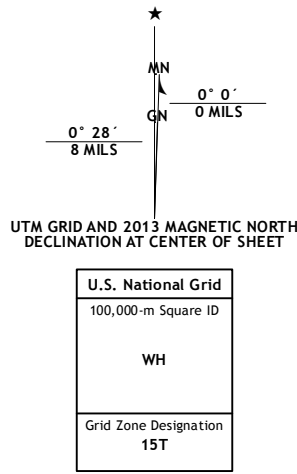 ★
MN
0° 0´
0 MILS
GN
0° 28´
8 MILS
UTM GRID AND 2013 MAGNETIC NORTH
DECLINATION AT CENTER OF SHEET
U.S. National Grid
100,000-m Square ID
WH
Grid Zone Designation
15T